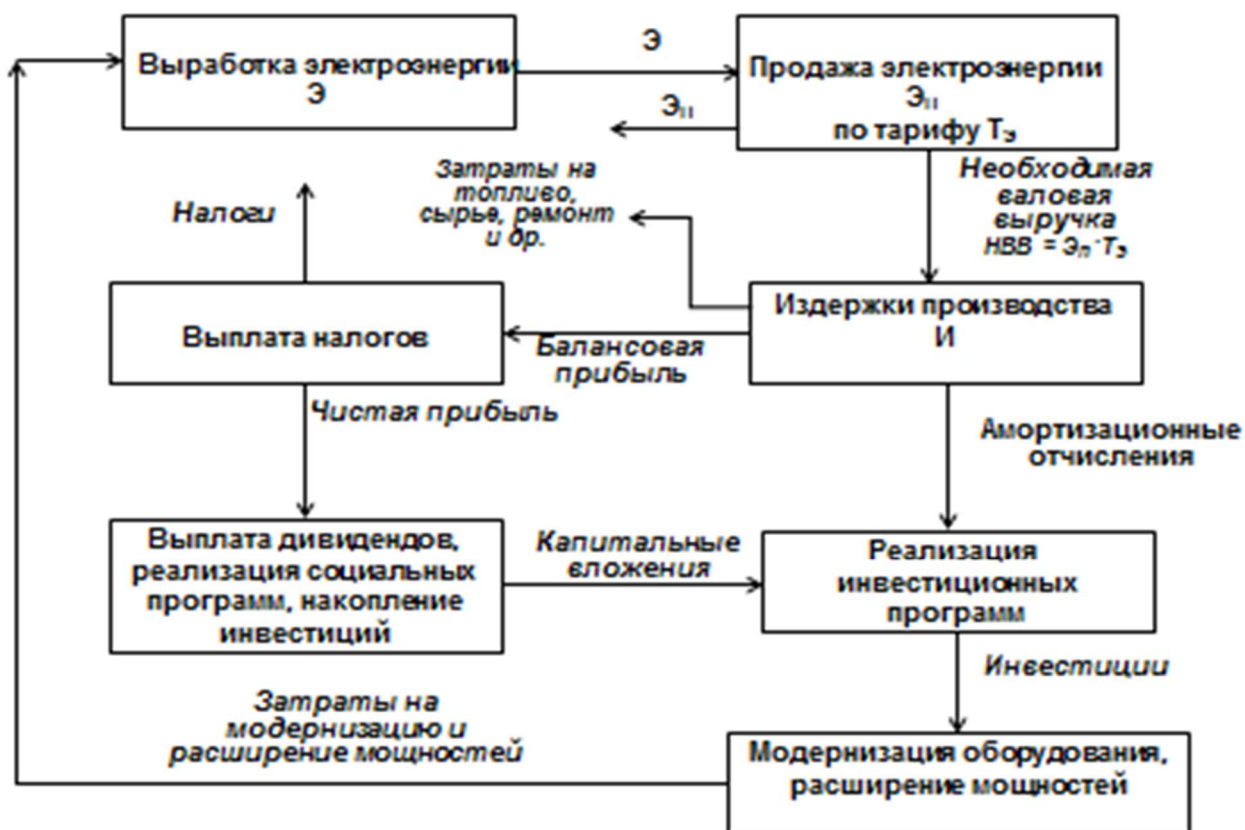 Выработка электроэнергии
Э
Э
Продажа электроэнергии
Эп
по тарифу Тэ
Эп
Необходимая
валовая
выручка
НВВ = Эп·Тэ
Затраты на
топливо,
сырье, ремонт
и др.
Налоги
Издержки производства
И
Выплата налогов
Балансовая
прибыль
Чистая прибыль
Амортизационные
отчисления
Выплата дивидендов,
реализация социальных
программ, накопление
инвестиций
Капитальные
вложения
Реализация
инвестиционных
программ
Инвестиции
Затраты на
модернизацию и
расширение мощностей
Модернизация оборудования,
расширение мощностей